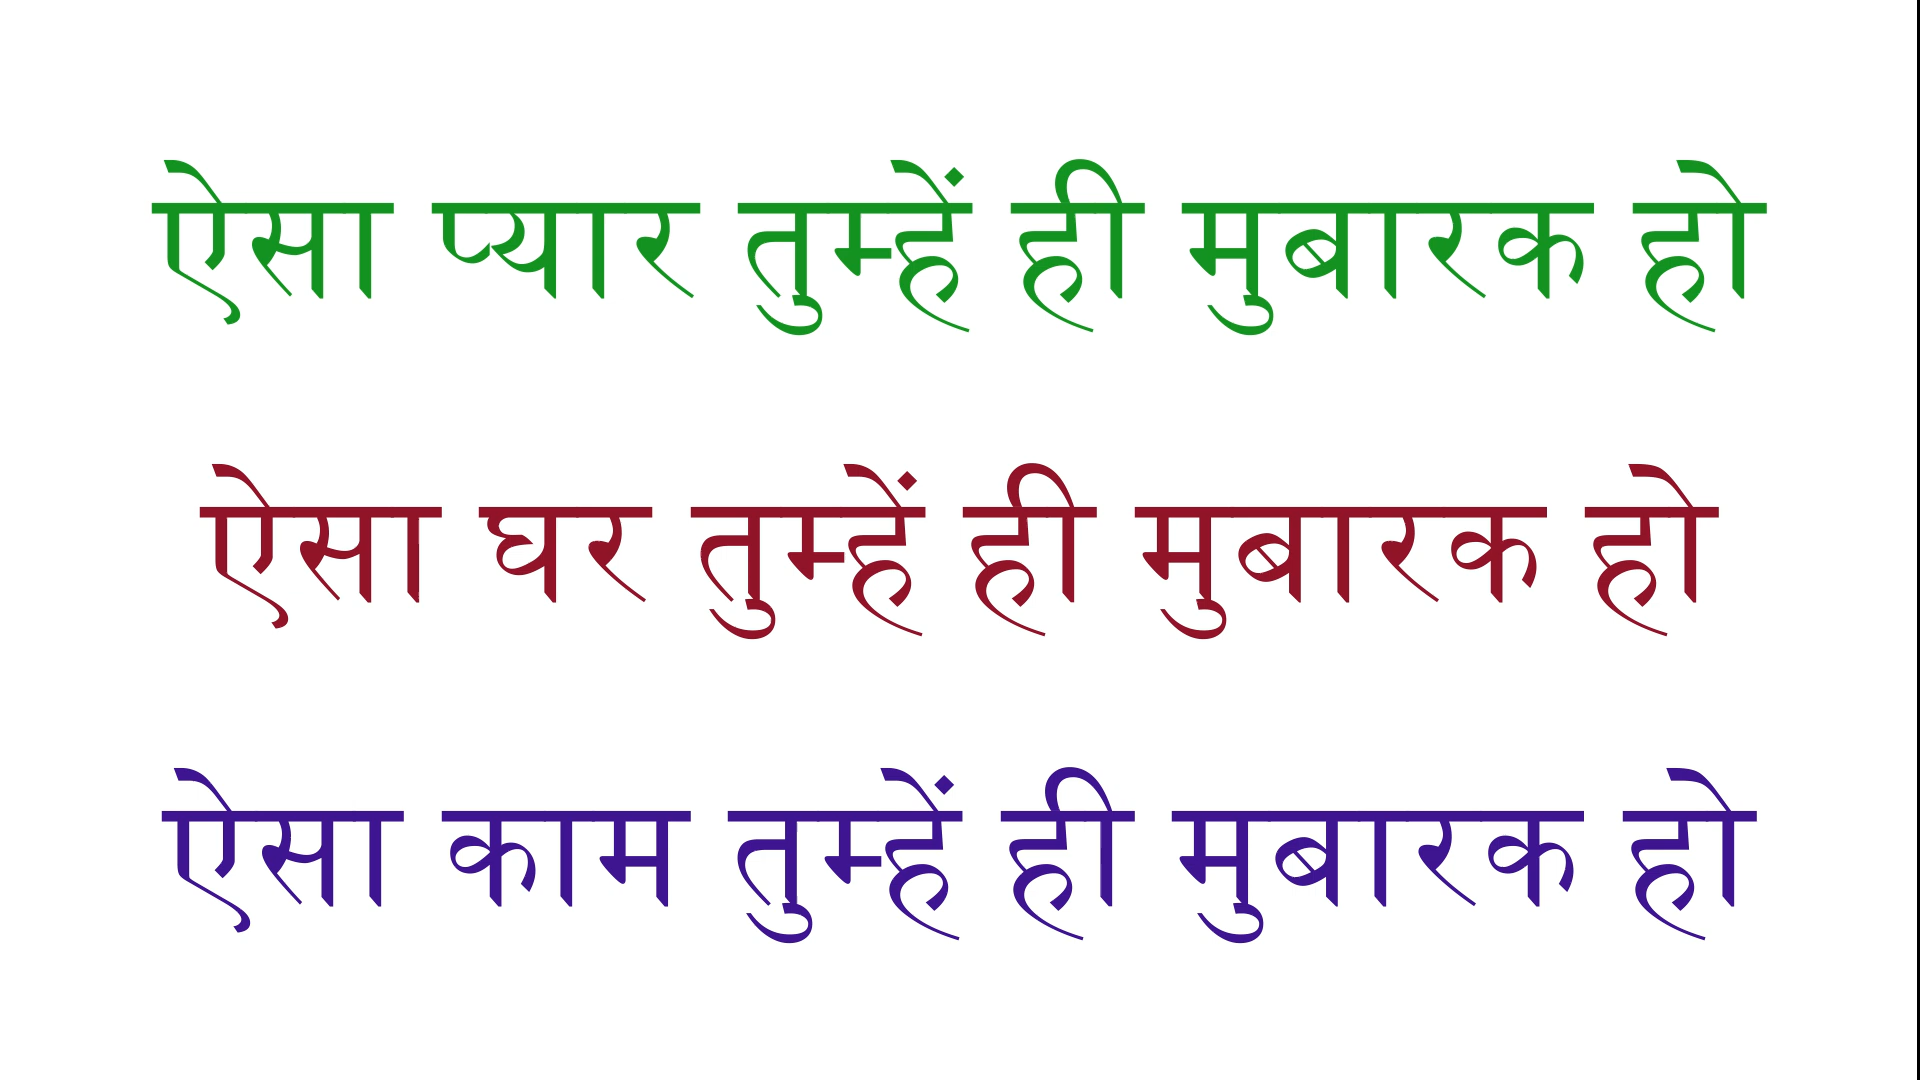 ऐसा प्यार तुम्हें ही मुबारक हो
ऐसा घर तुम्हें ही मुबारक हो
ऐसा काम तुम्हें ही मुबारक हो